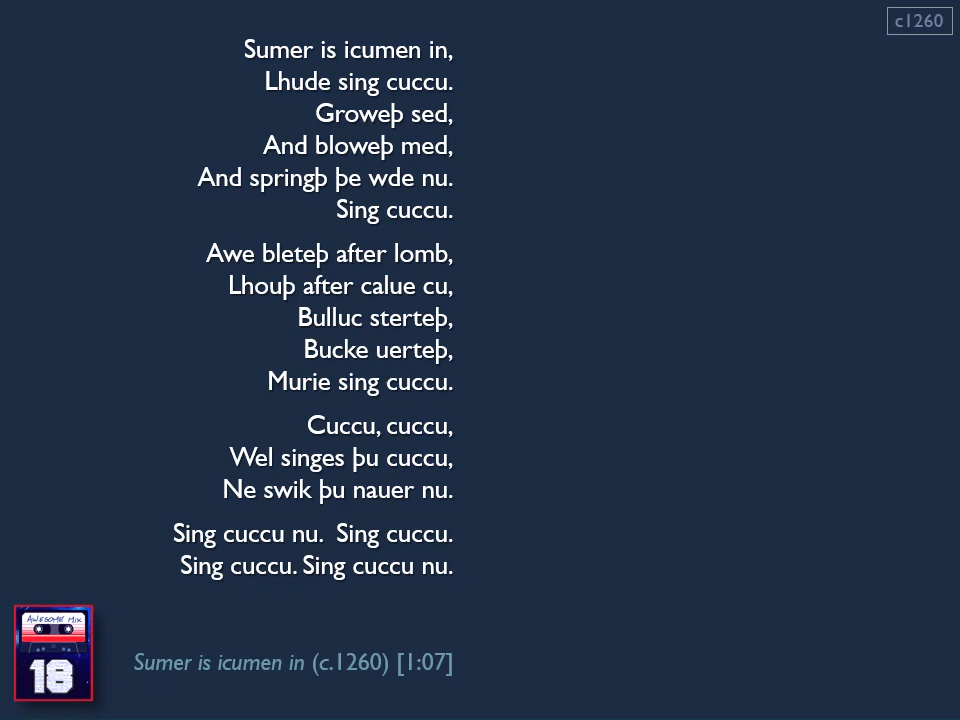 c1260
Sumer is icumen in,
Lhude sing cuccu.
Groweþ sed,
And bloweþ med,
And springþ þe wde nu.
Sing cuccu.
Awe bleteþ after lomb,
Lhouþ after calue cu,
Bulluc sterteþ,
Bucke uerteþ,
Murie sing cuccu.
Cuccu, cuccu,
Wel singes þu cuccu,
Ne swik þu nauer nu.
Sing cuccu nu.  Sing cuccu.
Sing cuccu. Sing cuccu nu.
AWESOME MIX
18
Sumer is icumen in (c.1260) [1:07]